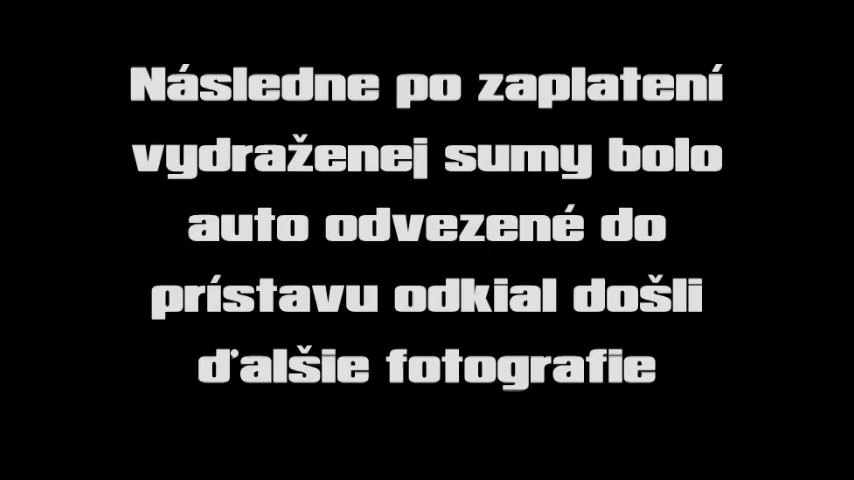 Následne po zaplatení
vydraženej sumy bolo
auto odvezené do
prístavu odkial došli
ďalšie fotografie